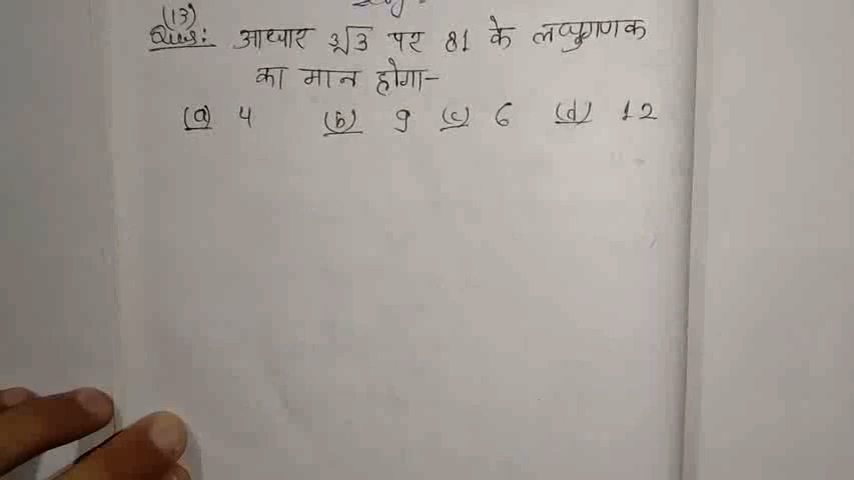 (13)
Ques: आधार ³√3 पर 81 के लघुगणक
का मान होगा-
(a) 4 (b) 9 (c) 6 (d) 12